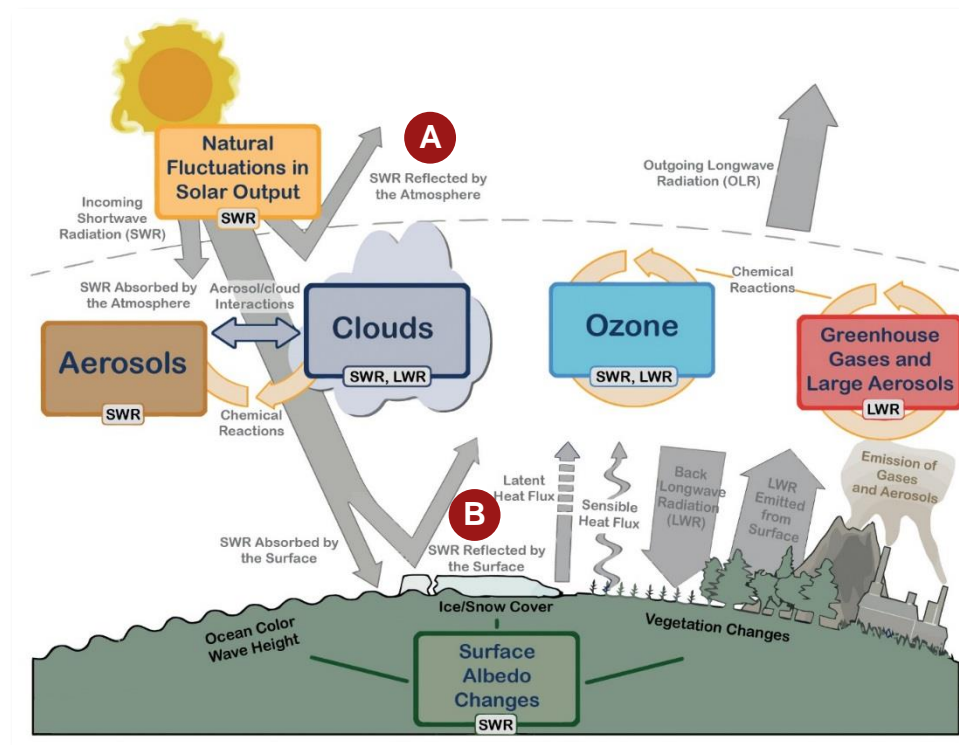 A
Natural
Fluctuations in
Solar Output
SWR
SWR Reflected by
the Atmosphere
Outgoing Longwave
Radiation (OLR)
Incoming
Shortwave
Radiation (SWR)
SWR Absorbed by
the Atmosphere
Aerosol/cloud
Interactions
Chemical
Reactions
Aerosols
SWR
Clouds
SWR, LWR
Ozone
SWR, LWR
Greenhouse
Gases and
Large Aerosols
LWR
Chemical
Reactions
Emission of
Gases
and Aerosols
Latent
Heat Flux
Sensible
Heat Flux
Back
Longwave
Radiation
(LWR)
LWR
Emitted
from
Surface
B
SWR Absorbed by
the Surface
SWR Reflected by
the Surface
Ice/Snow Cover
Ocean Color
Wave Height
Vegetation Changes
Surface
Albedo
Changes
SWR